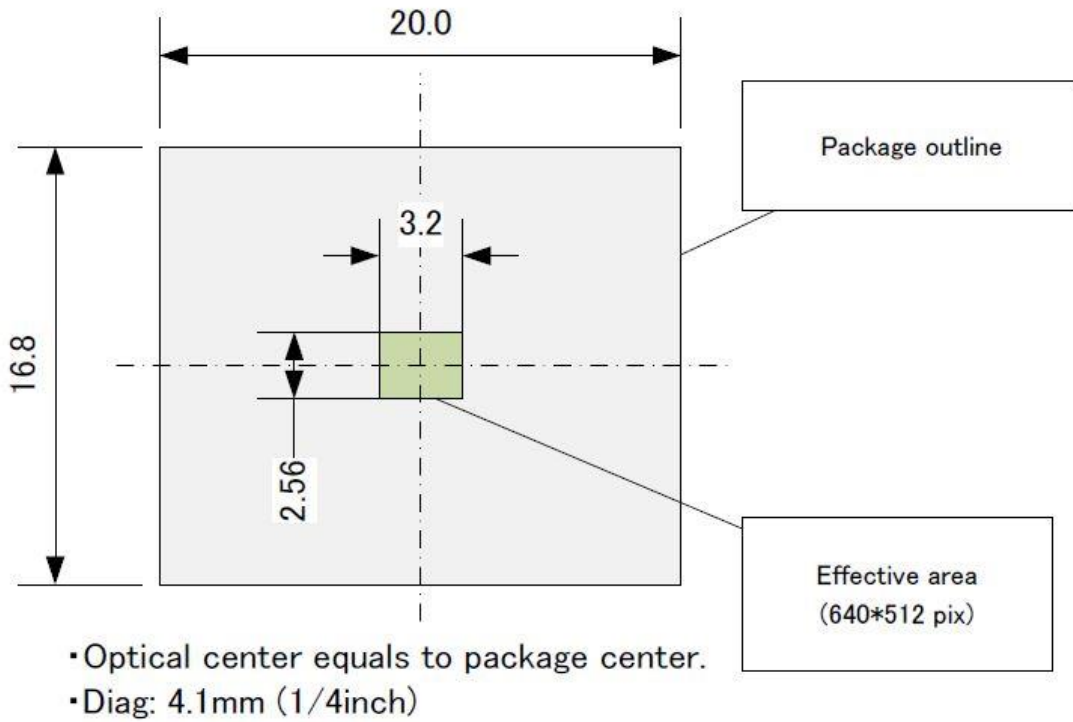 20.0
Package outline
3.2
16.8
2.56
Effective area
(640*512 pix)
・Optical center equals to package center.
・Diag: 4.1mm (1/4inch)